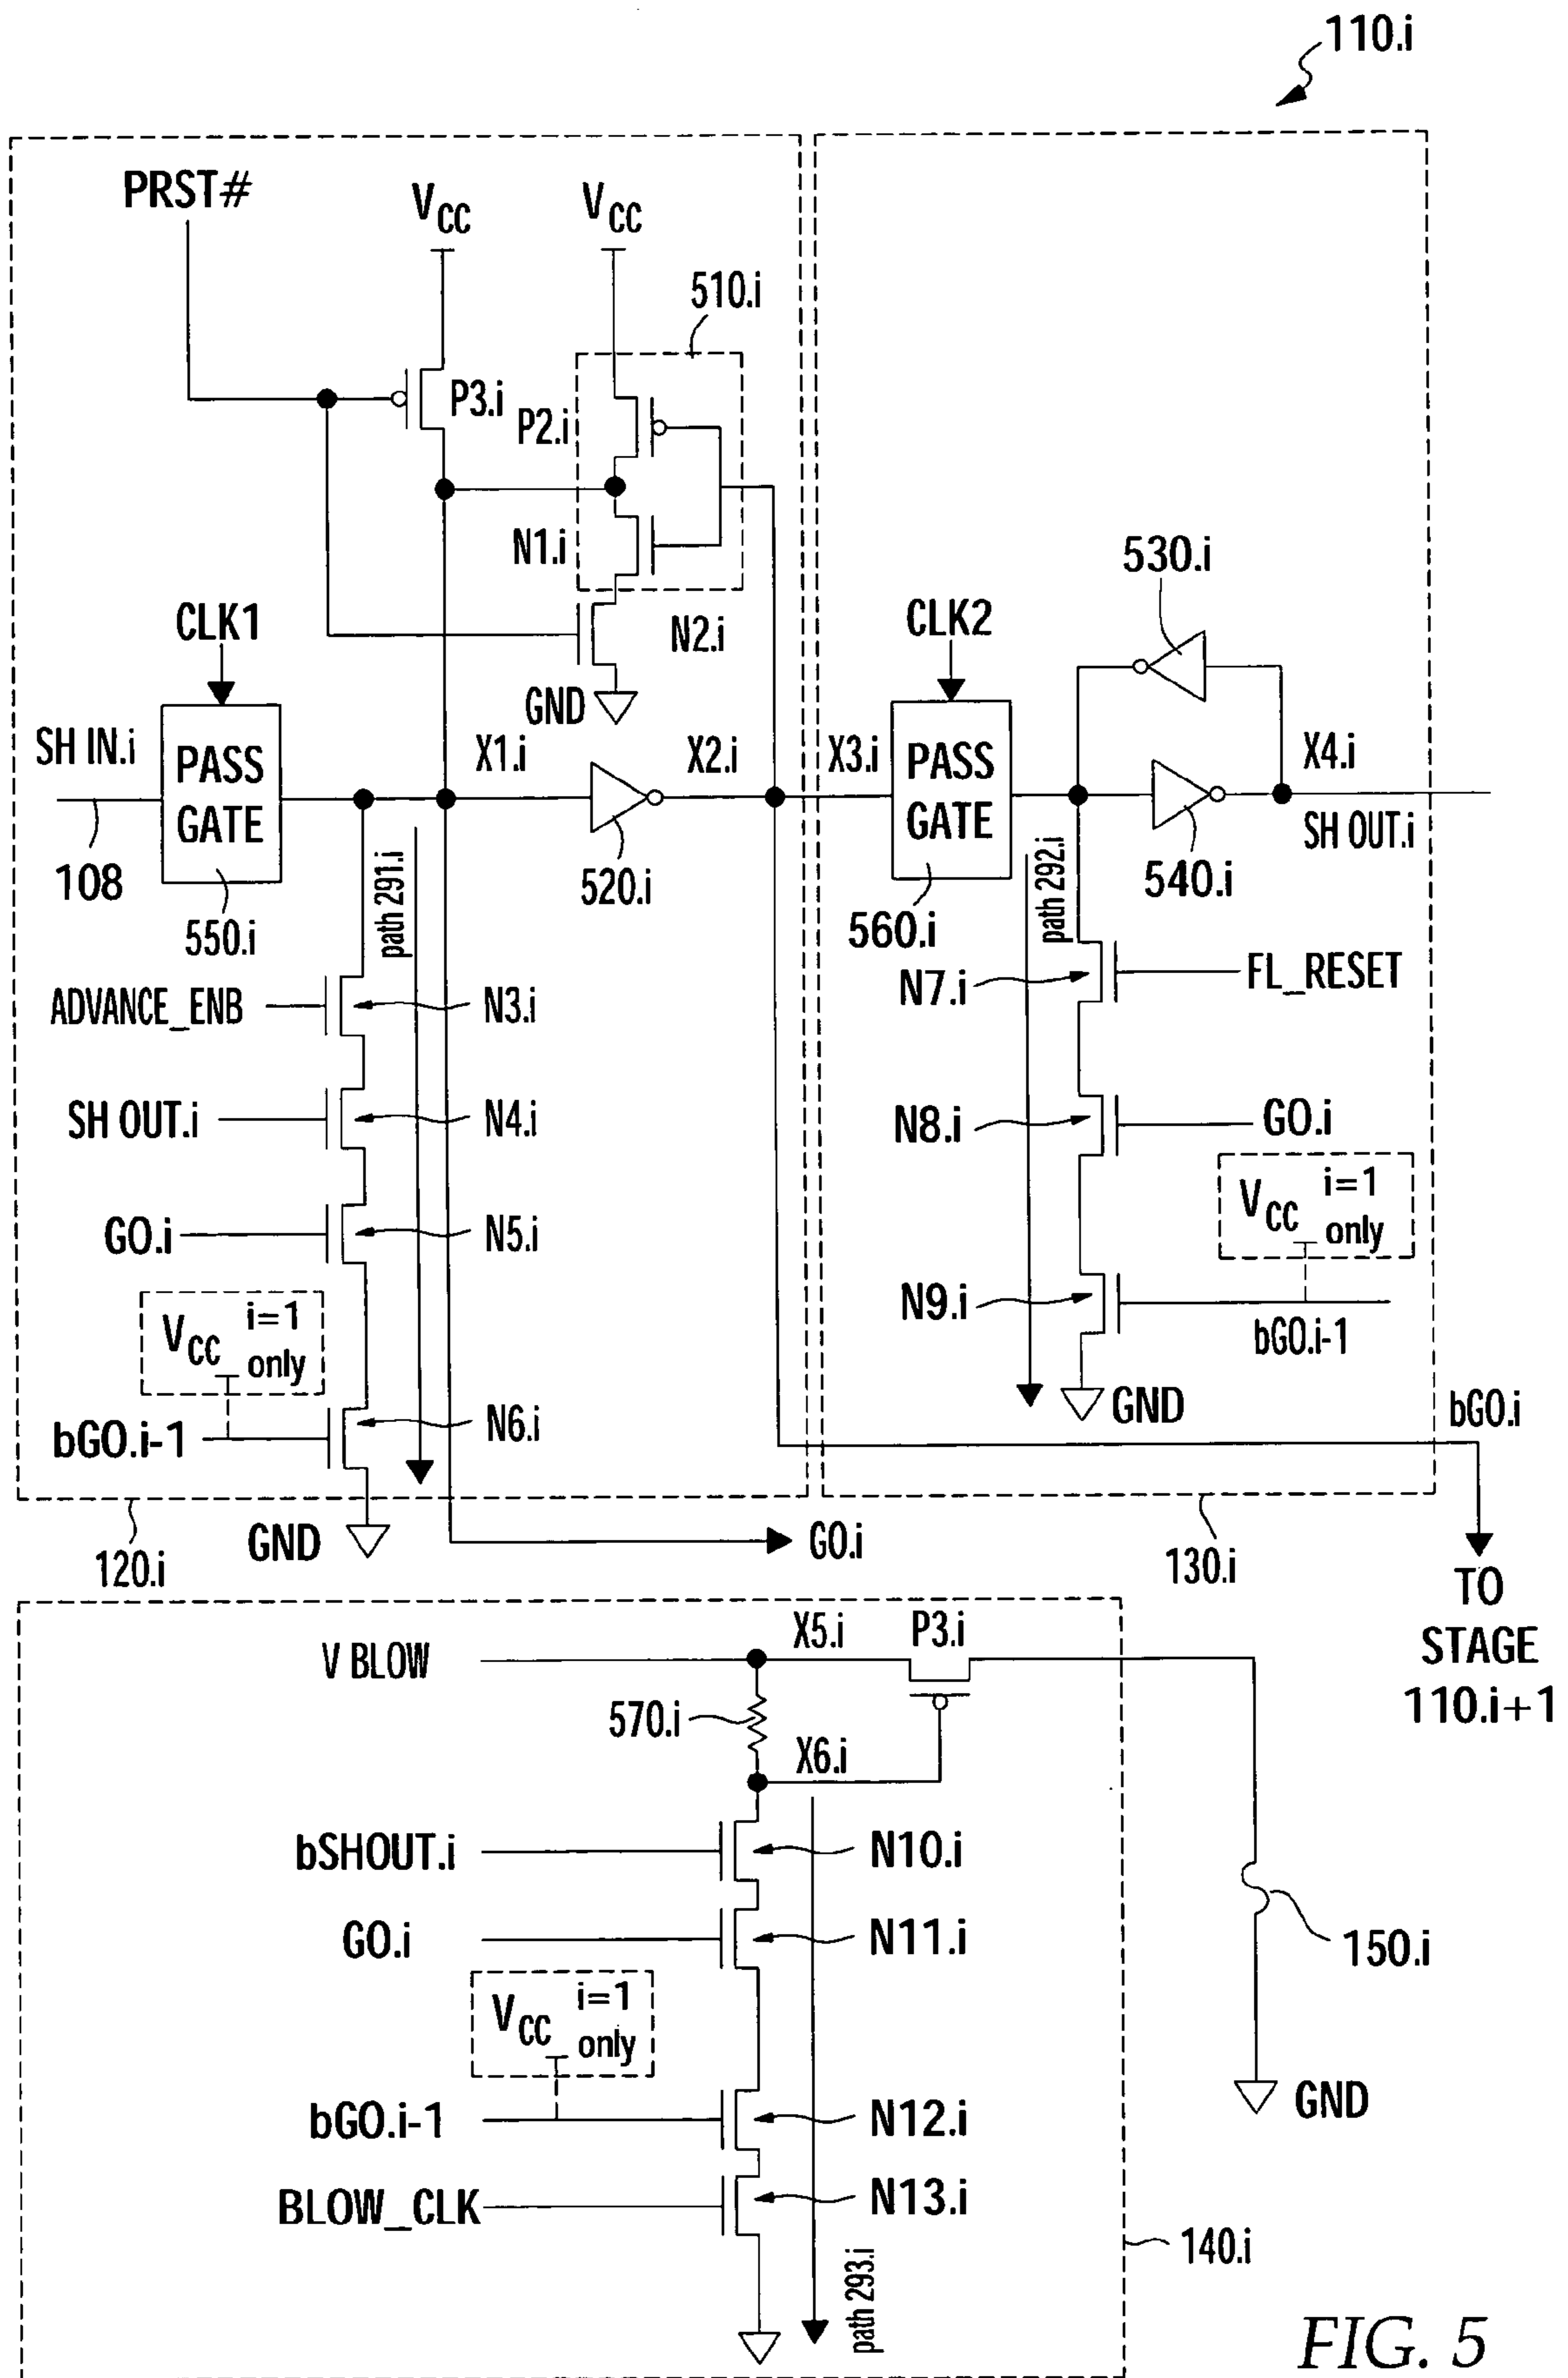 110.i
PRST#
VCC
VCC
510.i
P3.i
P2.i
N1.i
530.i
CLK1
N2.i
CLK2
GND
SH IN.i
PASS GATE
X1.i
X2.i
X3.i
PASS GATE
X4.i
SH OUT.i
108
550.i
path 291.i
520.i
560.i
path 292.i
540.i
ADVANCE_ENB
N3.i
N7.i
FL_RESET
SH OUT.i
N4.i
N8.i
GO.i
GO.i
N5.i
VCC i=1 only
VCC i=1 only
N9.i
bGO.i-1
bGO.i-1
N6.i
GND
bGO.i
GND
GO.i
120.i
130.i
TO
STAGE
110.i+1
V BLOW
X5.i
P3.i
570.i
X6.i
bSHOUT.i
N10.i
GO.i
N11.i
150.i
VCC i=1 only
bGO.i-1
N12.i
GND
BLOW_CLK
N13.i
path 293.i
140.i
FIG. 5